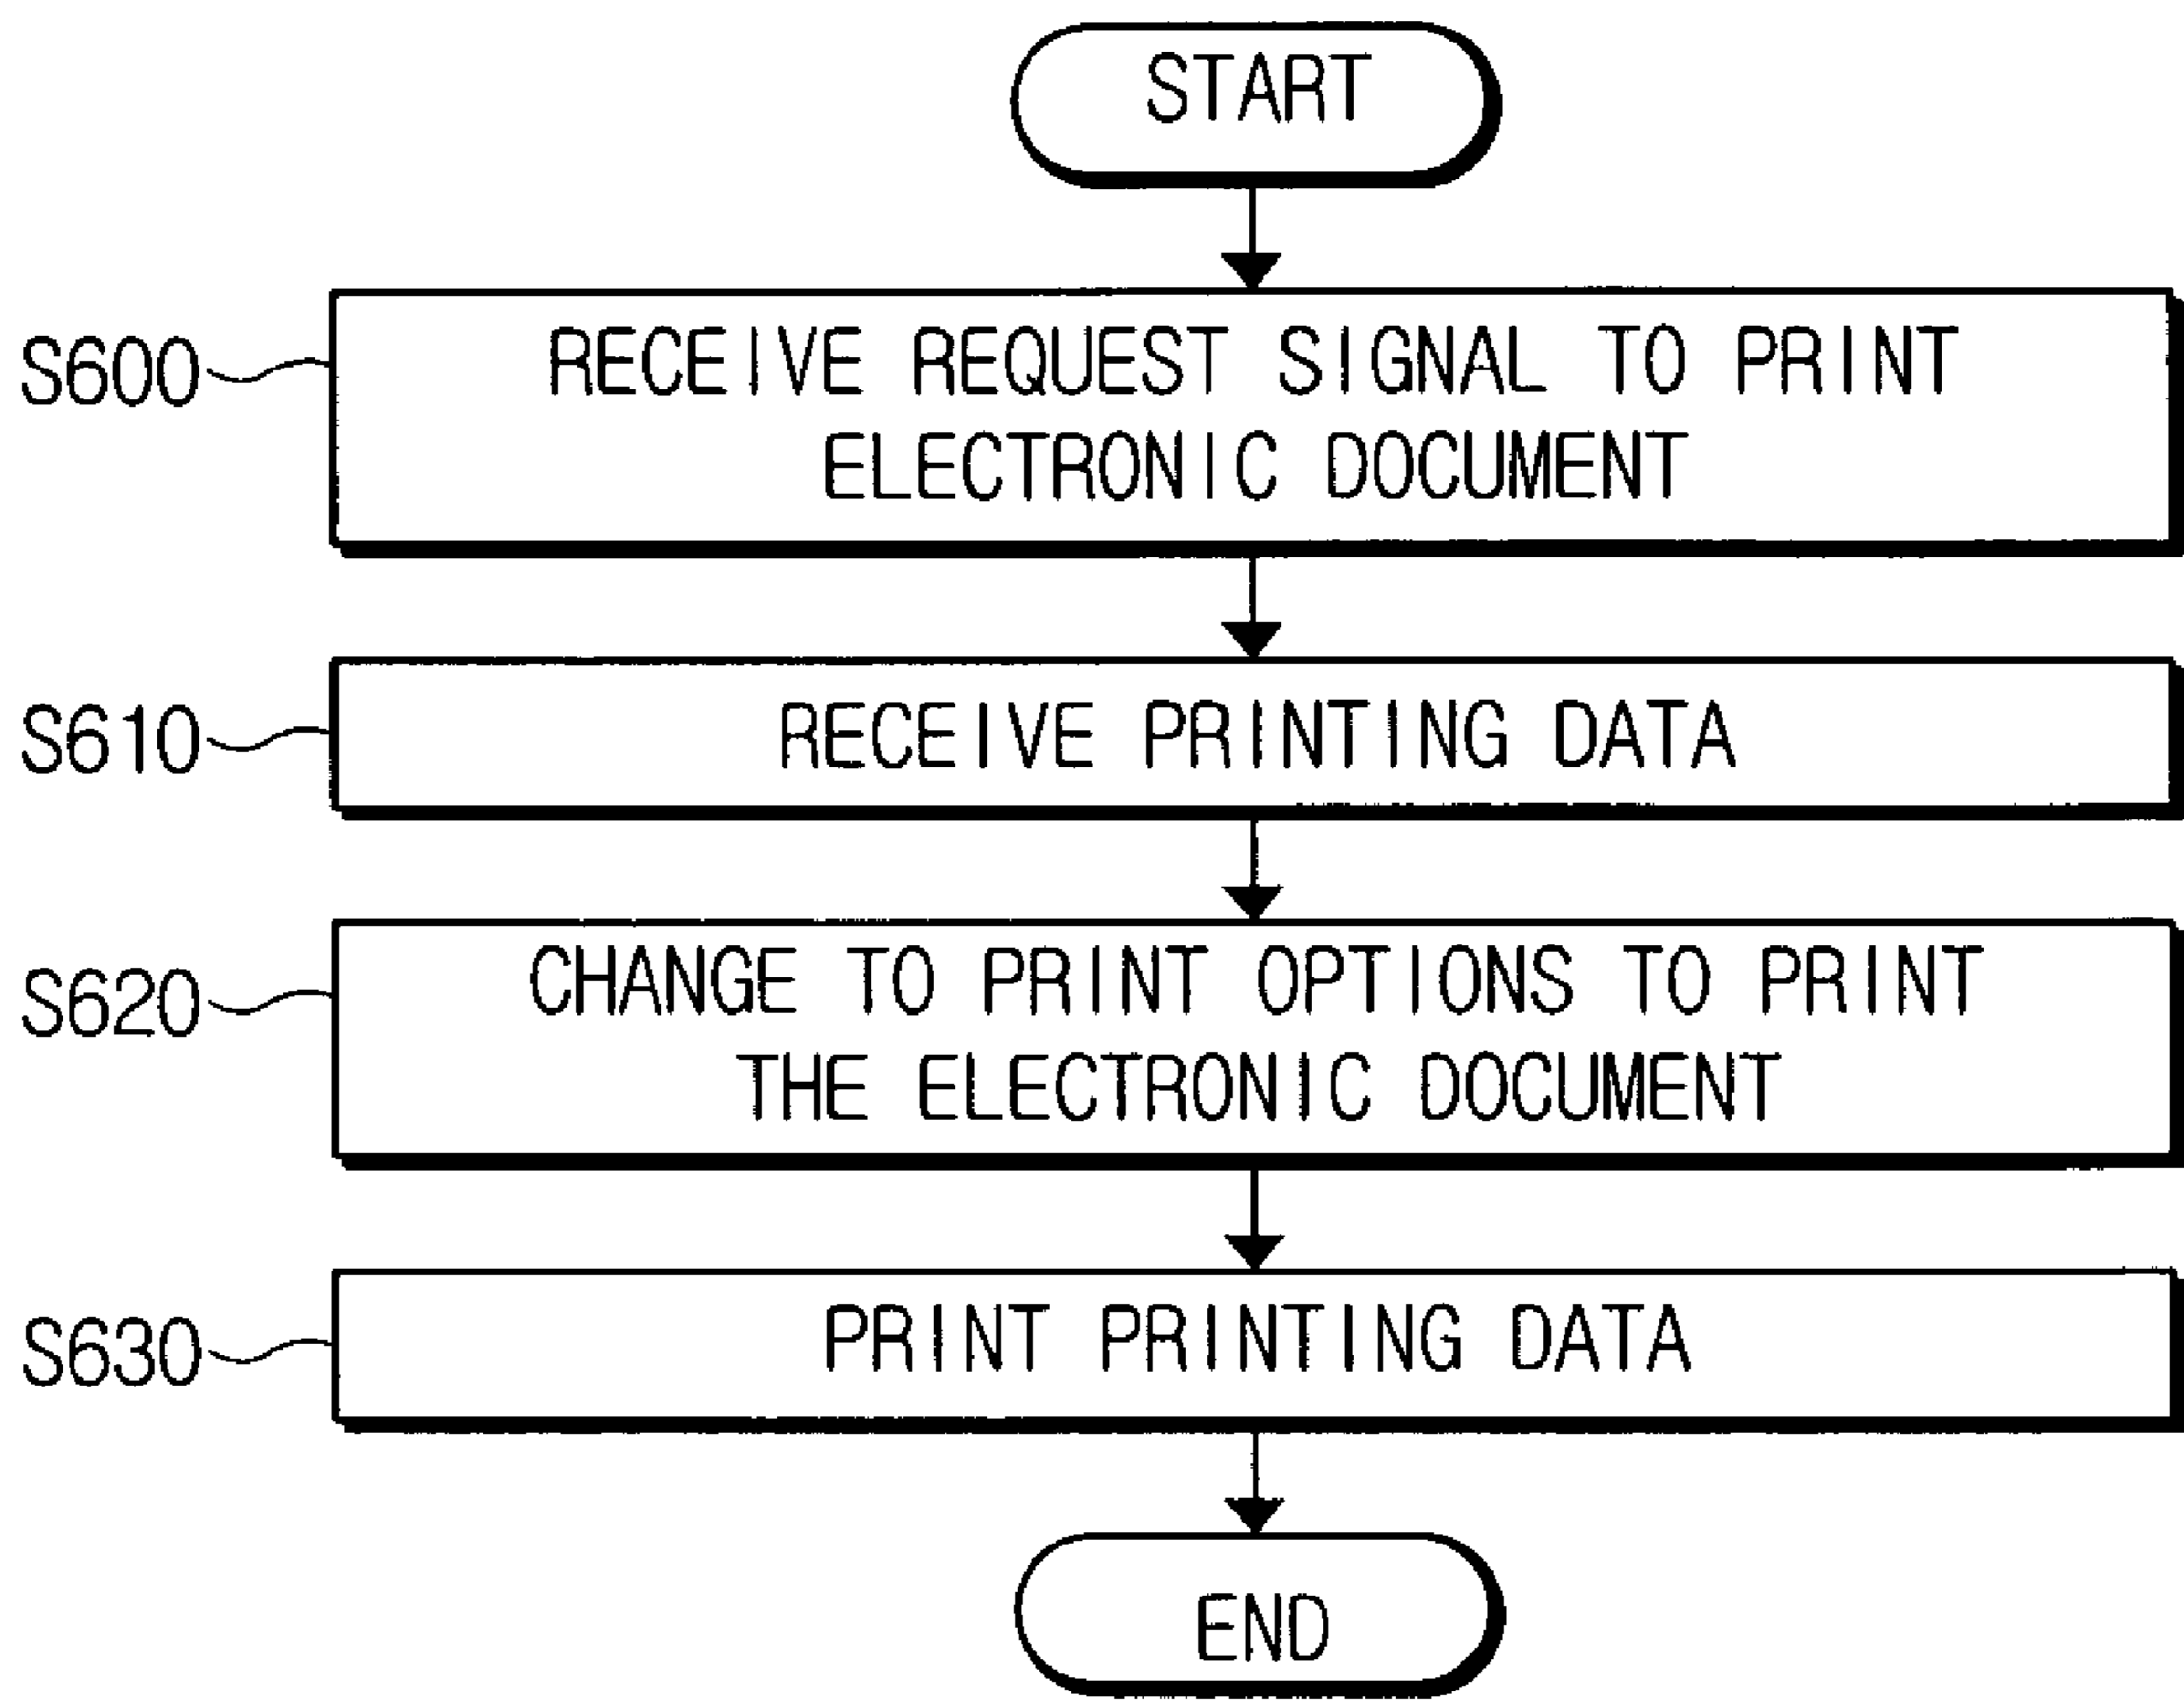 START
S600
RECEIVE REQUEST SIGNAL TO PRINT
ELECTRONIC DOCUMENT
S610
RECEIVE PRINTING DATA
S620
CHANGE TO PRINT OPTIONS TO PRINT
THE ELECTRONIC DOCUMENT
S630
PRINT PRINTING DATA
END